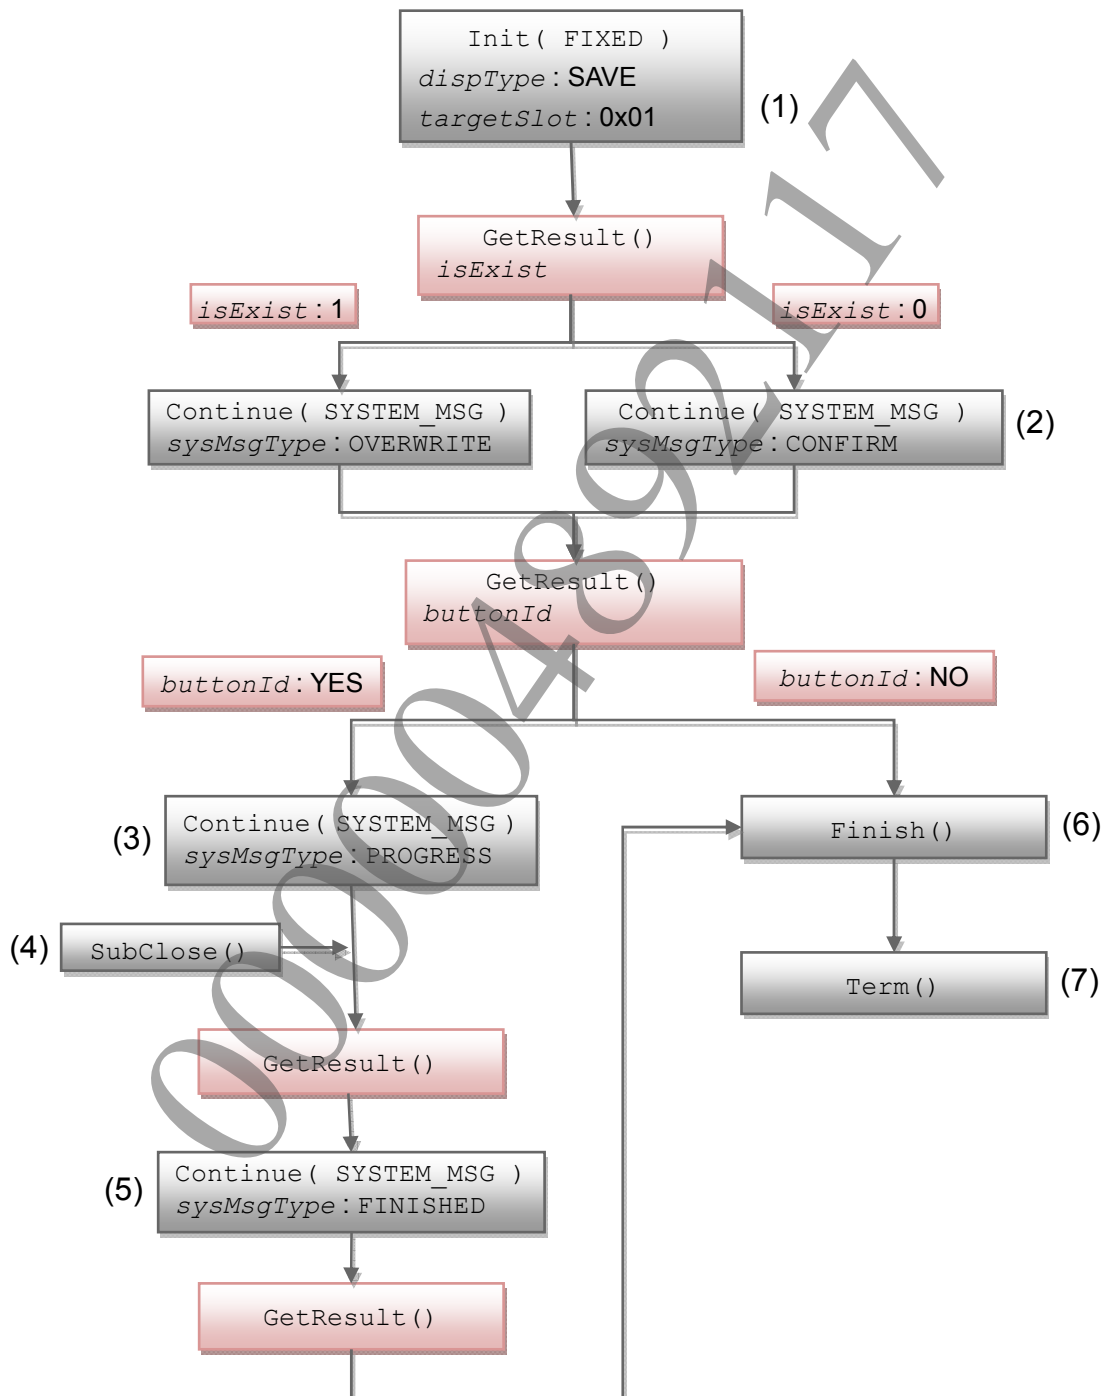 Init( FIXED )
dispType : SAVE
targetSlot : 0x01
(1)
GetResult()
isExist
isExist : 1
isExist : 0
Continue( SYSTEM_MSG )
sysMsgType : OVERWRITE
Continue( SYSTEM_MSG )
sysMsgType : CONFIRM
(2)
GetResult()
buttonId
buttonId : YES
buttonId : NO
(3)
Continue( SYSTEM_MSG )
sysMsgType : PROGRESS
Finish()
(6)
(4)
SubClose()
Term()
(7)
GetResult()
(5)
Continue( SYSTEM_MSG )
sysMsgType : FINISHED
GetResult()
000004892117